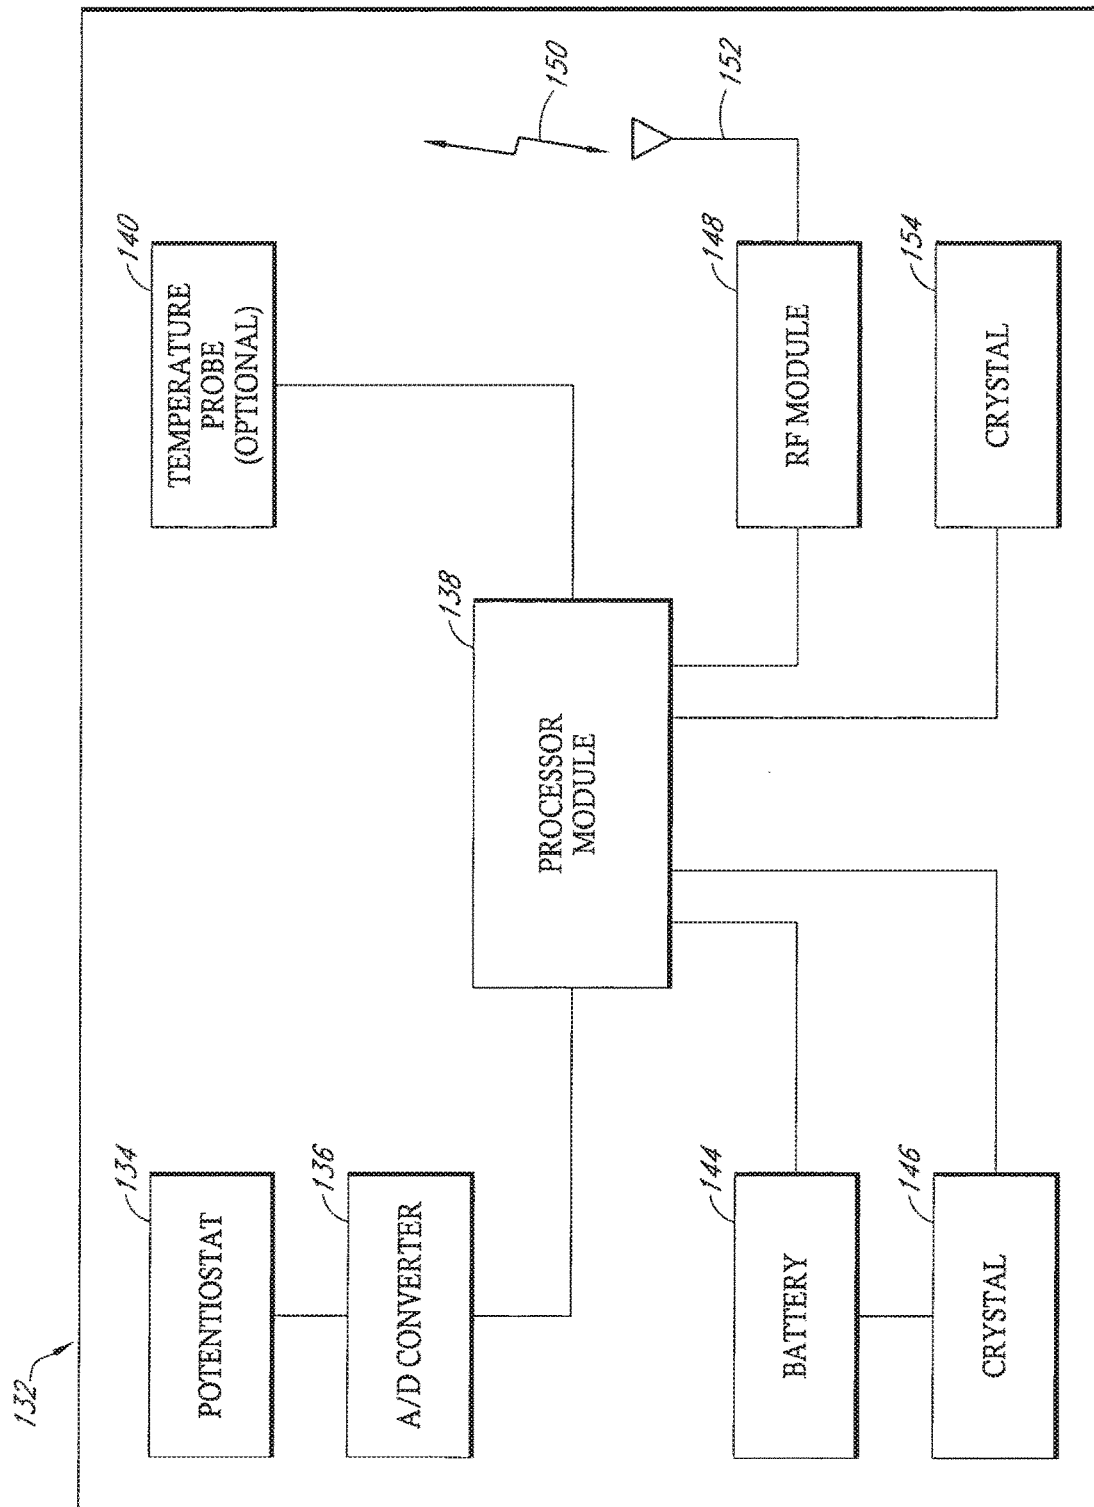 132
134
POTENTIOSTAT
136
A/D CONVERTER
138
PROCESSOR
MODULE
140
TEMPERATURE
PROBE
(OPTIONAL)
144
BATTERY
146
CRYSTAL
148
RF MODULE
150
152
154
CRYSTAL